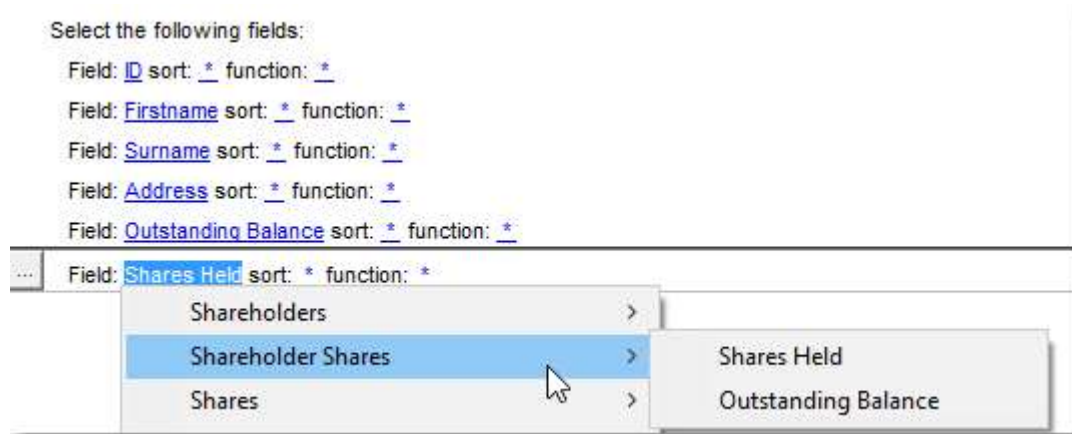 Select the following fields:
Field: ID sort: * function: *
Field: Firstname sort: * function: *
Field: Surname sort: * function: *
Field: Address sort: * function: *
Field: Outstanding Balance sort: * function: *
... Field: Shares Held sort: * function: *
Shareholders >
Shareholder Shares > Shares Held
Shares > Outstanding Balance